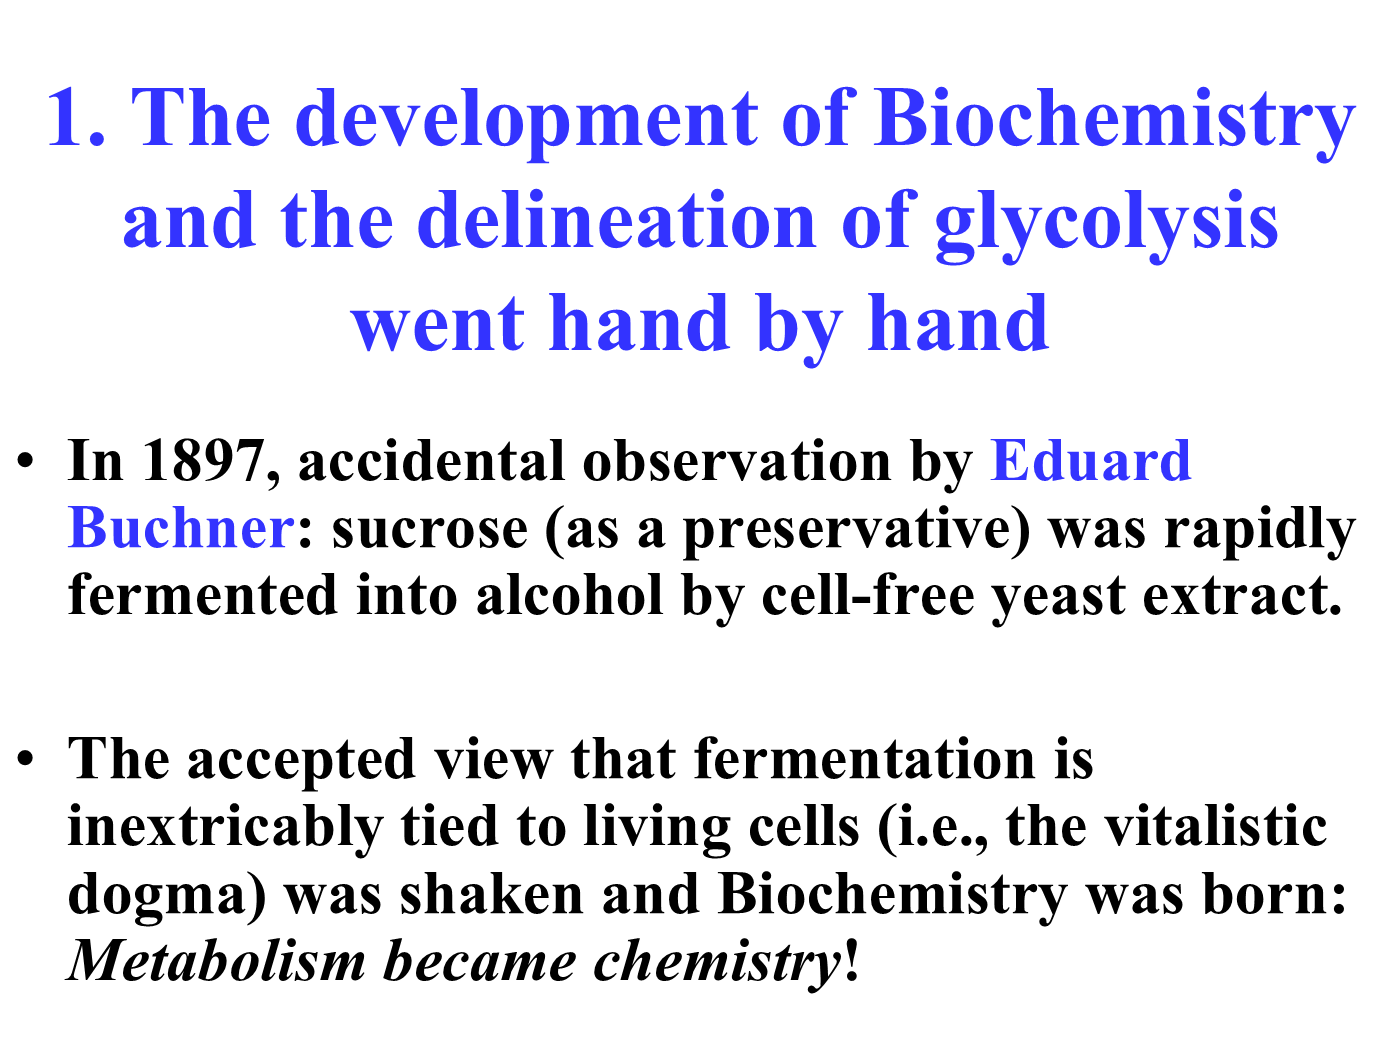 1. The development of Biochemistry
and the delineation of glycolysis
went hand by hand
• In 1897, accidental observation by Eduard
Buchner: sucrose (as a preservative) was rapidly
fermented into alcohol by cell-free yeast extract.
• The accepted view that fermentation is
inextricably tied to living cells (i.e., the vitalistic
dogma) was shaken and Biochemistry was born:
Metabolism became chemistry!